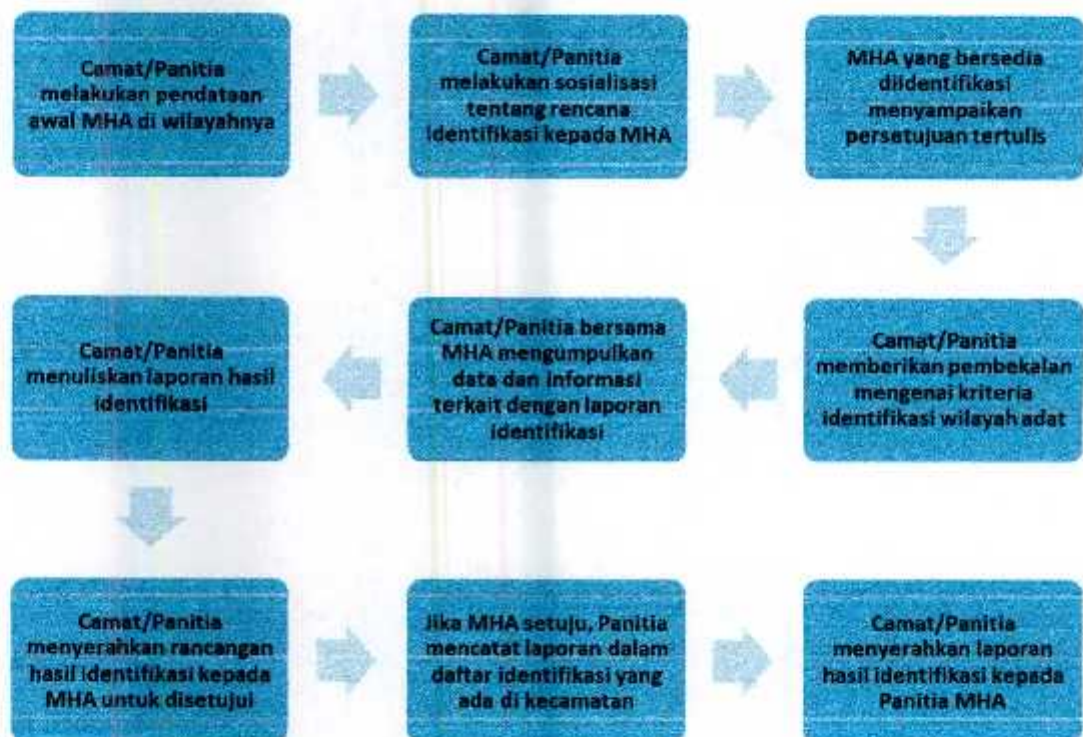 Camat/Panitia
melakukan pendataan
awal MHA di wilayahnya
Camat/Panitia
melakukan sosialisasi
tentang rencana
identifikasi kepada MHA
MHA yang bersedia
diidentifikasi
menyampaikan
persetujuan tertulis
Camat/Panitia
memberikan pembekalan
mengenai kriteria
identifikasi wilayah adat
Camat/Panitia bersama
MHA mengumpulkan
data dan informasi
terkait dengan laporan
identifikasi
Camat/Panitia
menuliskan laporan hasil
identifikasi
Camat/Panitia
menyerahkan rancangan
hasil identifikasi kepada
MHA untuk disetujui
Jika MHA setuju, Panitia
mencatat laporan dalam
daftar identifikasi yang
ada di kecamatan
Camat/Panitia
menyerahkan laporan
hasil identifikasi kepada
Panitia MHA